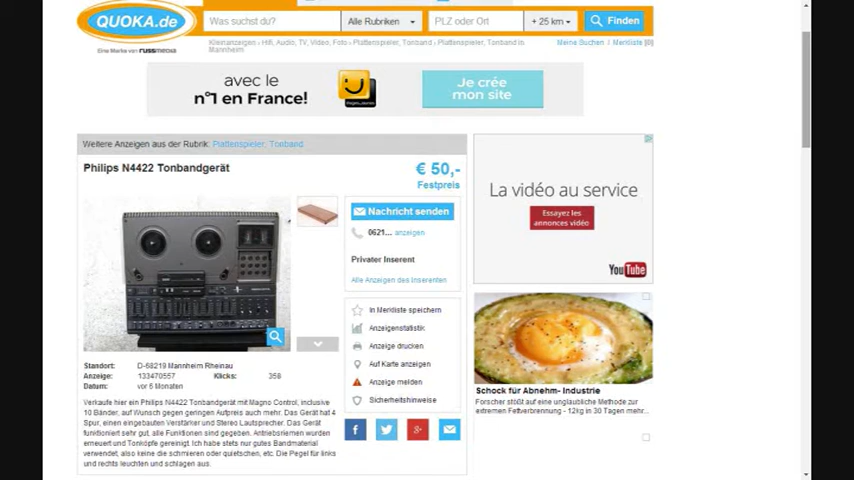 QUOKA.de
Eine Marke von russmedia
Was suchst du?
Alle Rubriken
PLZ oder Ort
+ 25 km
Finden
Kleinanzeigen > Hifi, Audio, TV, Video, Foto > Plattenspieler, Tonband > Plattenspieler, Tonband in
Mannheim
Meine Suchen | Merkliste (0)
avec le
n°1 en France!
Je crée
mon site
Weitere Anzeigen aus der Rubrik: Plattenspieler, Tonband
Philips N4422 Tonbandgerät
€ 50,-
Festpreis
Nachricht senden
0621... anzeigen
Privater Inserent
Alle Anzeigen des Inserenten
In Merkliste speichern
Anzeigenstatistik
Anzeige drucken
Auf Karte anzeigen
Anzeige melden
Sicherheitshinweise
Standort: D-68219 Mannheim Rheinau
Anzeige: 133470557 Klicks: 358
Datum: vor 6 Monaten
Verkaufe hier ein Philips N4422 Tonbandgerät mit Magno Control, inclusive
10 Bänder, auf Wunsch gegen geringen Aufpreis auch mehr. Das Gerät hat 4
Spur, einen eingebauten Verstärker und Stereo Lautsprecher. Das Gerät
funktioniert sehr gut, alle Funktionen sind gegeben. Antriebsriemen wurden
erneuert und Tonköpfe gereinigt. Ich habe stets nur gutes Bandmaterial
verwendet, also keine die schmieren oder quietschen, etc. Die Pegel für links
und rechts leuchten und schlagen aus.
La vidéo au service
Essayez les
annonces vidéo
YouTube
Schock für Abnehm- Industrie
Forscher stößt auf eine unglaubliche Methode zur
extremen Fettverbrennung - 12kg in 30 Tagen mehr...